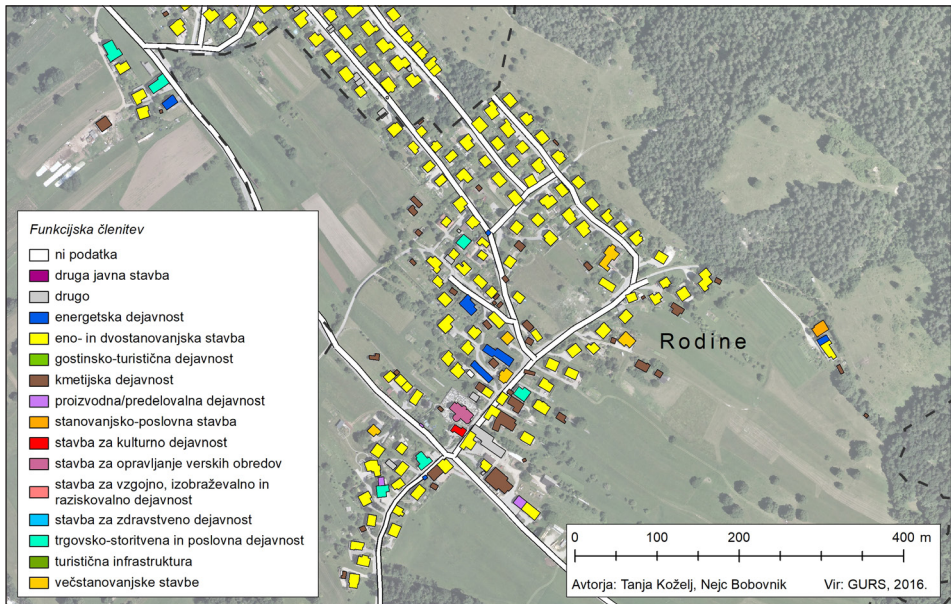 Funkcijska členitev
ni podatka
druga javna stavba
drugo
energetska dejavnost
eno- in dvostanovanjska stavba
gostinsko-turistična dejavnost
kmetijska dejavnost
proizvodna/predelovalna dejavnost
stanovanjsko-poslovna stavba
stavba za kulturno dejavnost
stavba za opravljanje verskih obredov
stavba za vzgojno, izobraževalno in
raziskovalno dejavnost
stavba za zdravstveno dejavnost
trgovsko-storitvena in poslovna dejavnost
turistična infrastruktura
večstanovanjske stavbe
Rodine
0 100 200 400 m
Avtorja: Tanja Koželj, Nejc Bobovnik Vir: GURS, 2016.